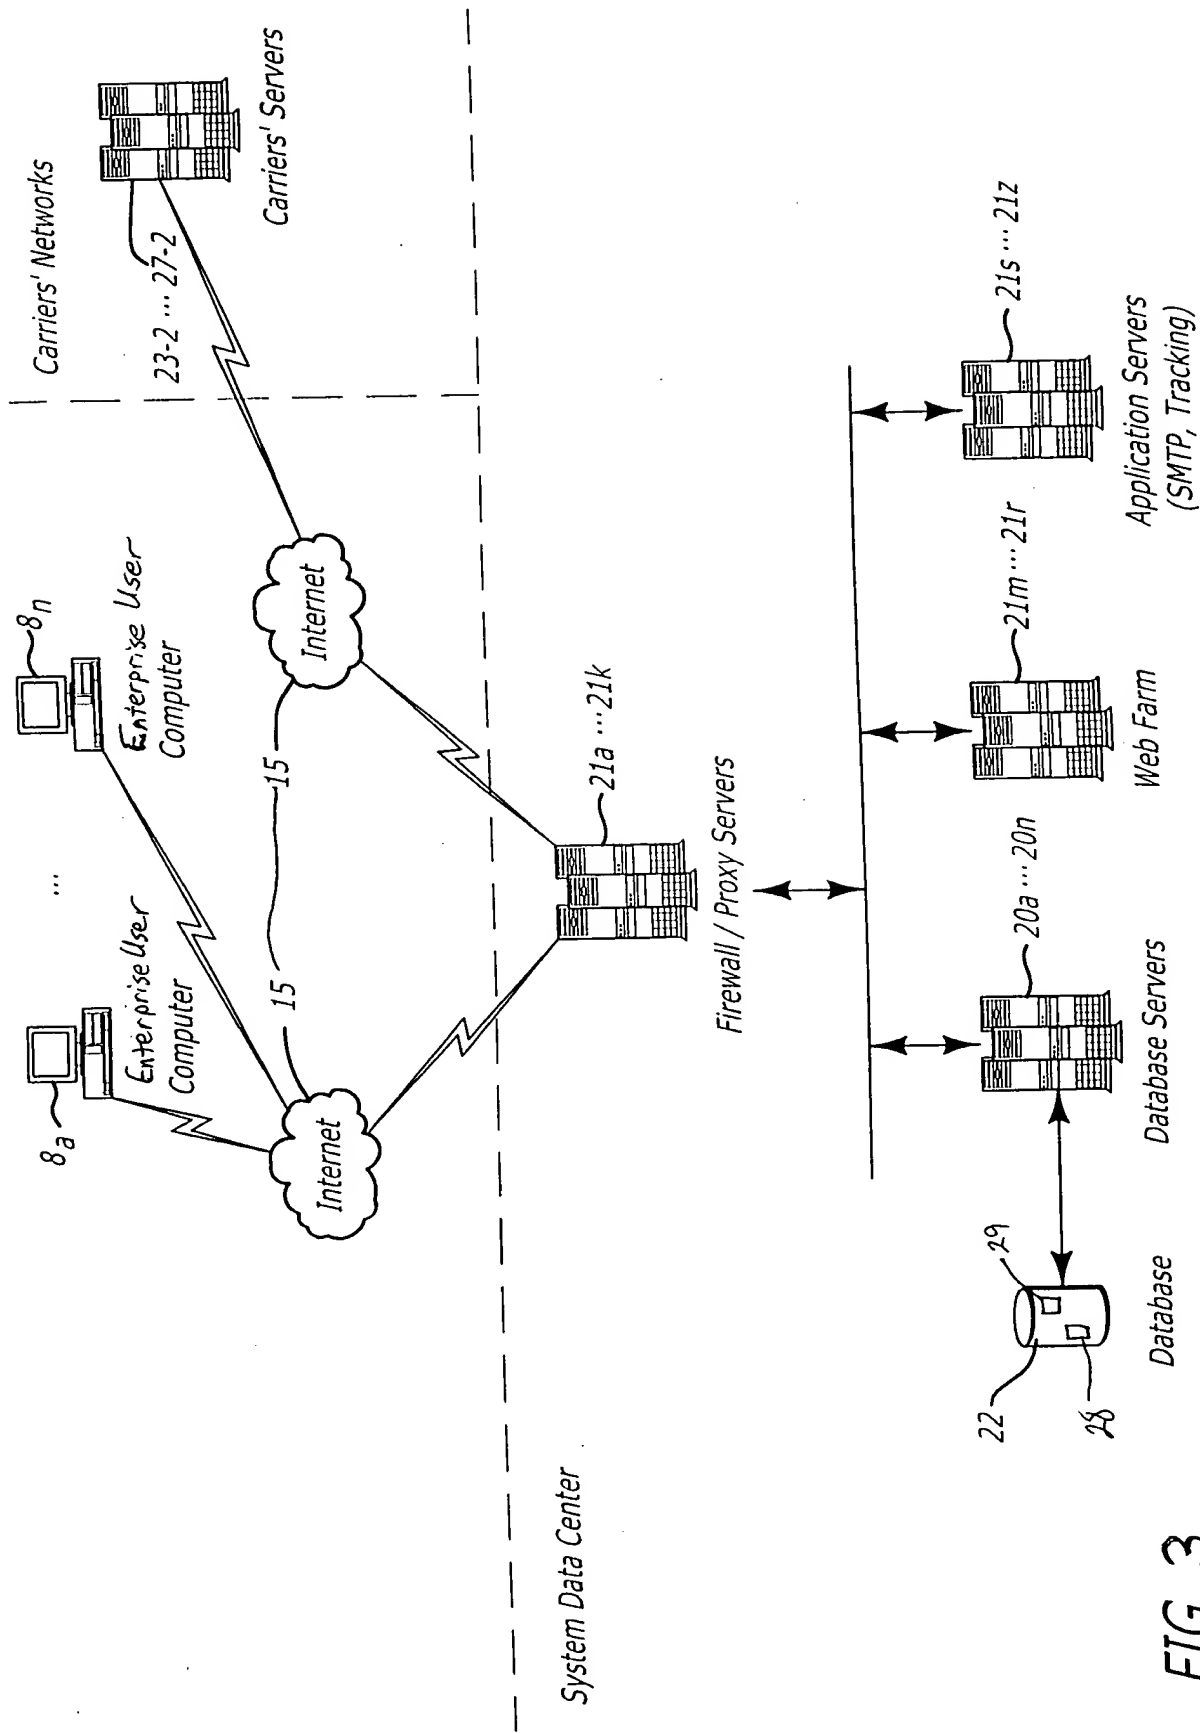 Carriers' Networks
23-2 ··· 27-2
Carriers' Servers
8a
Enterprise User
Computer
...
8n
Enterprise User
Computer
15
15
Internet
Internet
System Data Center
21a ··· 21k
Firewall / Proxy Servers
22
28
29
Database
20a ··· 20n
Database Servers
21m ··· 21r
Web Farm
21s ··· 21z
Application Servers
(SMTP, Tracking)
FIG. 3